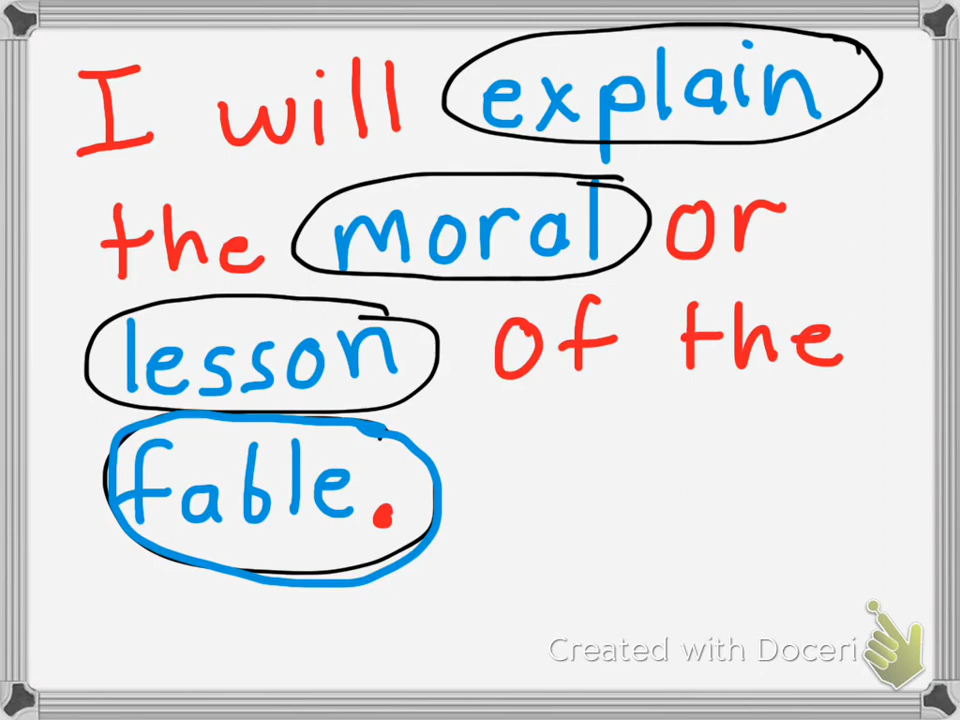 I will explain
the moral or
lesson of the
fable.
Created with Doceri